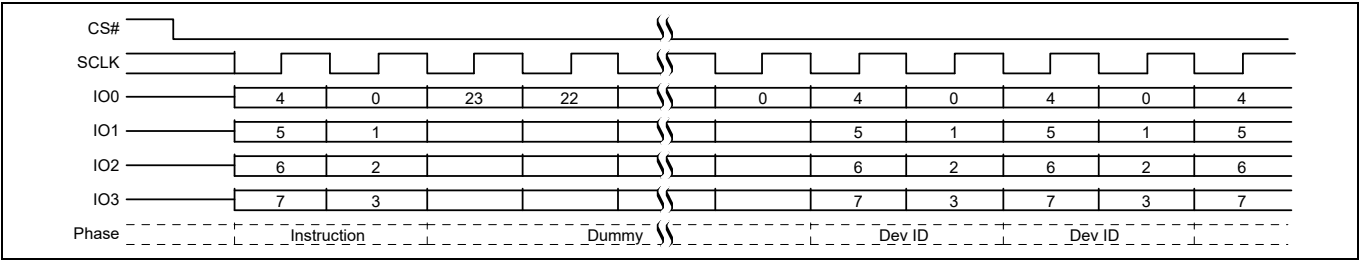 CS#
SCLK
IO0 4 0 23 22 0 4 0 4 0 4
IO1 5 1 5 1 5 1 5
IO2 6 2 6 2 6 2 6
IO3 7 3 7 3 7 3 7
Phase Instruction Dummy Dev ID Dev ID